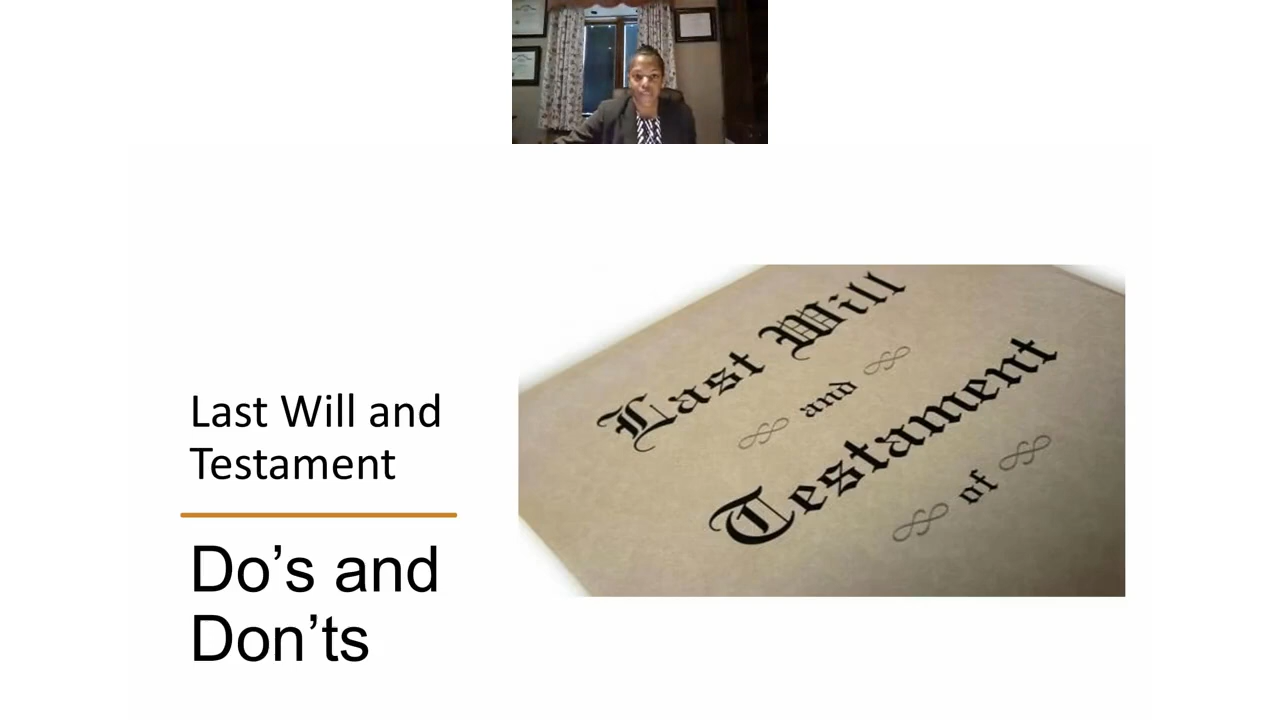 Last Will and
Testament
Do’s and
Don’ts
Last Will
and
Testament
of